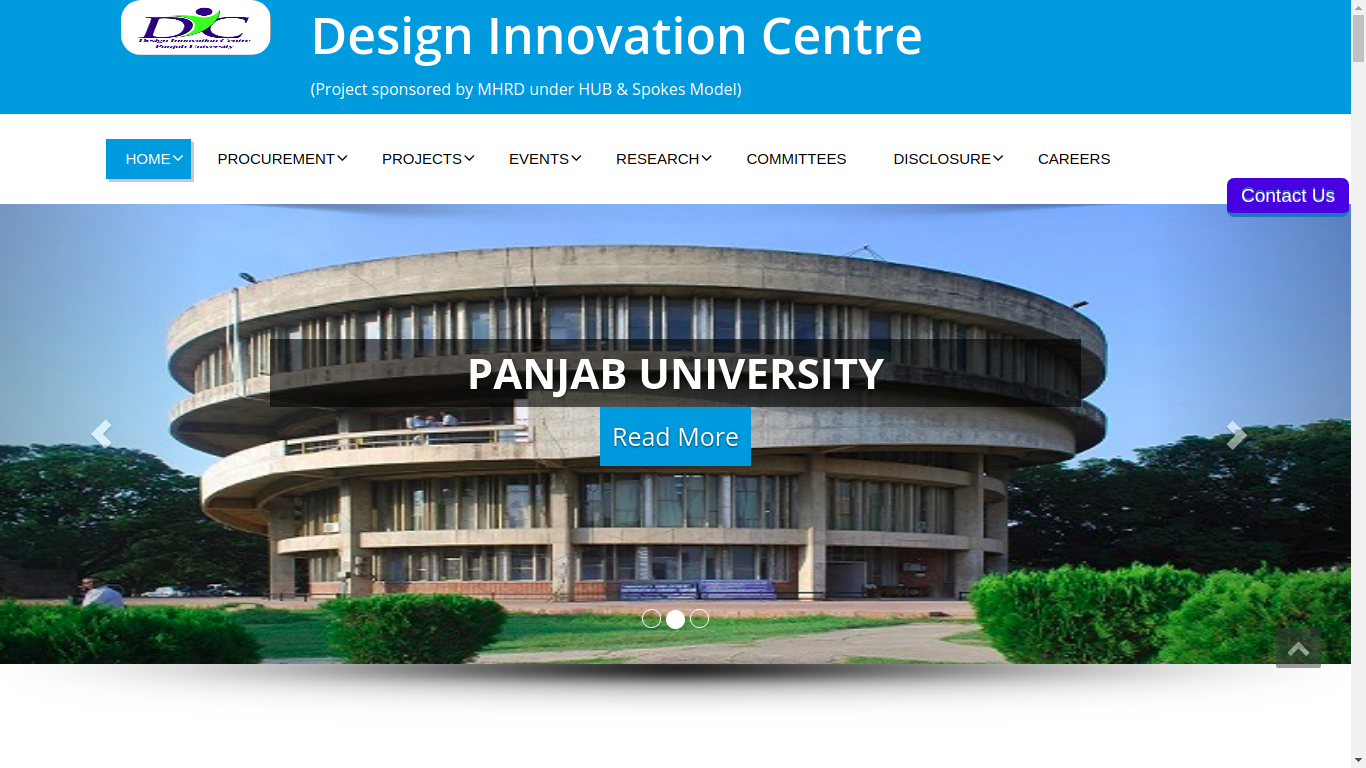 DIC
Design Innovation Centre
Panjab University
Design Innovation Centre
(Project sponsored by MHRD under HUB & Spokes Model)
HOME PROCUREMENT PROJECTS EVENTS RESEARCH COMMITTEES DISCLOSURE CAREERS
Contact Us
PANJAB UNIVERSITY
Read More